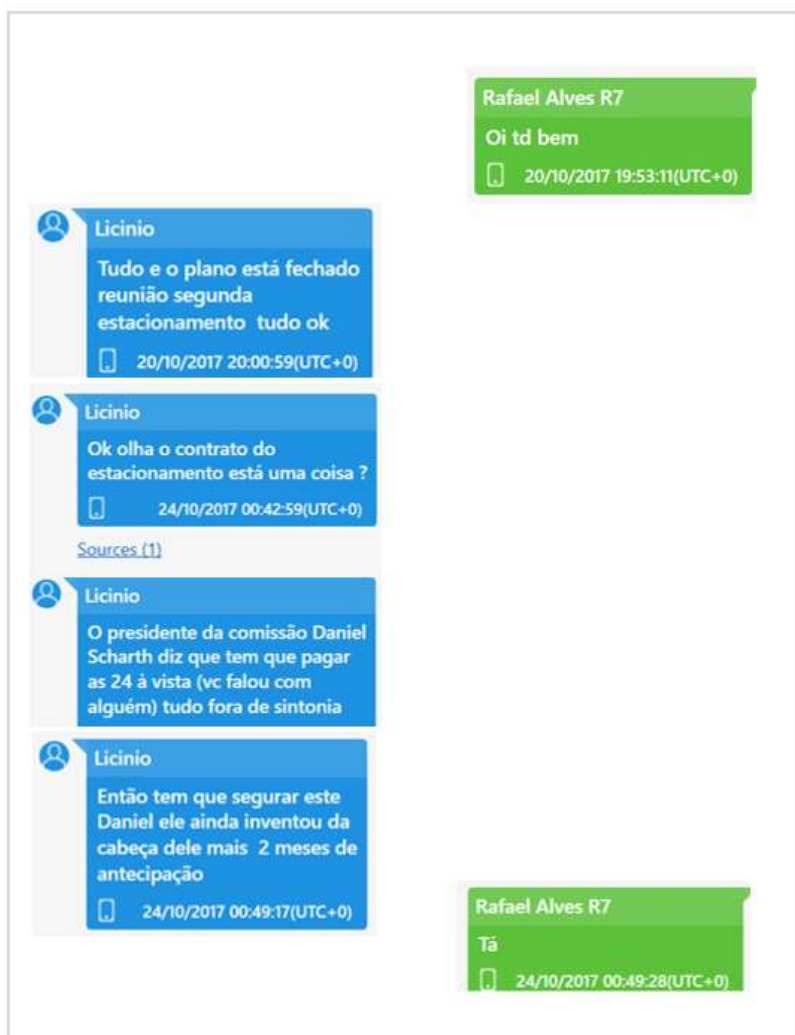 Rafael Alves R7
Oi td bem
20/10/2017 19:53:11(UTC+0)
Licinio
Tudo e o plano está fechado
reunião segunda
estacionamento tudo ok
20/10/2017 20:00:59(UTC+0)
Licinio
Ok olha o contrato do
estacionamento está uma coisa ?
24/10/2017 00:42:59(UTC+0)
Sources (1)
Licinio
O presidente da comissão Daniel
Scharth diz que tem que pagar
as 24 à vista (vc falou com
alguém) tudo fora de sintonia
Licinio
Então tem que segurar este
Daniel ele ainda inventou da
cabeça dele mais 2 meses de
antecipação
24/10/2017 00:49:17(UTC+0)
Rafael Alves R7
Tá
24/10/2017 00:49:28(UTC+0)